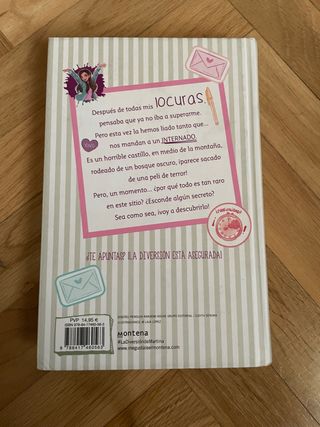 Después de todas mis locuras,
pensaba que ya no iba a superarme.
Pero esta vez la hemos liado tanto que...
nos mandan a un INTERNADO.
Es un horrible castillo, en medio de la montaña,
rodeado de un bosque oscuro, ¡parece sacado
de una peli de terror!
Pero, un momento... ¿por qué todo es tan raro
en este sitio? ¿Esconde algún secreto?
Sea como sea, ¡voy a descubrirlo!
¿TE APUNTAS? ¡LA DIVERSIÓN ESTÁ ASEGURADA!
PVP 14,95 €
Montena
#LaDiversiónDeMartina
www.megustaleermontena.com